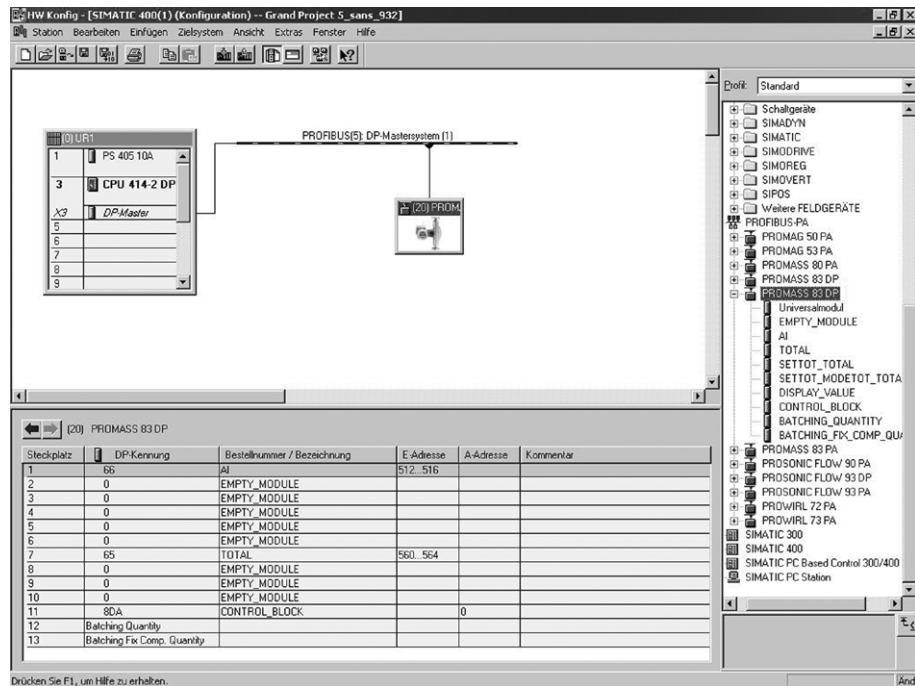 HW Konfig - [SIMATIC 400(1) (Konfiguration) -- Grand Project 5_sans_932]
Station Bearbeiten Einfügen Zielsystem Ansicht Extras Fenster Hilfe
(0) UR1
1 PS 405 10A
3 CPU 414-2 DP
X3 DP-Master
5
6
7
8
9
PROFIBUS(5): DP-Mastersystem (1)
(20) PROM
Profil: Standard
Schaltgeräte
SIMADYN
SIMATIC
SIMODRIVE
SIMOREG
SIMOVERT
SIPOS
Weitere FELDGERÄTE
PROFIBUS-PA
PROMAG 50 PA
PROMAG 53 PA
PROMASS 80 PA
PROMASS 83 DP
PROMASS 83 DP
Universalmodul
EMPTY_MODULE
AI
TOTAL
SETTOT_TOTAL
SETTOT_MODETOT_TOTA
DISPLAY_VALUE
CONTROL_BLOCK
BATCHING_QUANTITY
BATCHING_FIX_COMP_QUA
PROMASS 83 PA
PROSONIC FLOW 90 PA
PROSONIC FLOW 93 DP
PROSONIC FLOW 93 PA
PROWIRL 72 PA
PROWIRL 73 PA
SIMATIC 300
SIMATIC 400
SIMATIC PC Based Control 300/400
SIMATIC PC Station
(20) PROMASS 83 DP
Steckplatz DP-Kennung Bestellnummer / Bezeichnung E-Adresse A-Adresse Kommentar
1 66 AI 512...516
2 0 EMPTY_MODULE
3 0 EMPTY_MODULE
4 0 EMPTY_MODULE
5 0 EMPTY_MODULE
6 0 EMPTY_MODULE
7 65 TOTAL 560...564
8 0 EMPTY_MODULE
9 0 EMPTY_MODULE
10 0 EMPTY_MODULE
11 8DA CONTROL_BLOCK 0
12 Batching Quantity
13 Batching Fix Comp. Quantity
Drücken Sie F1, um Hilfe zu erhalten.
Änd